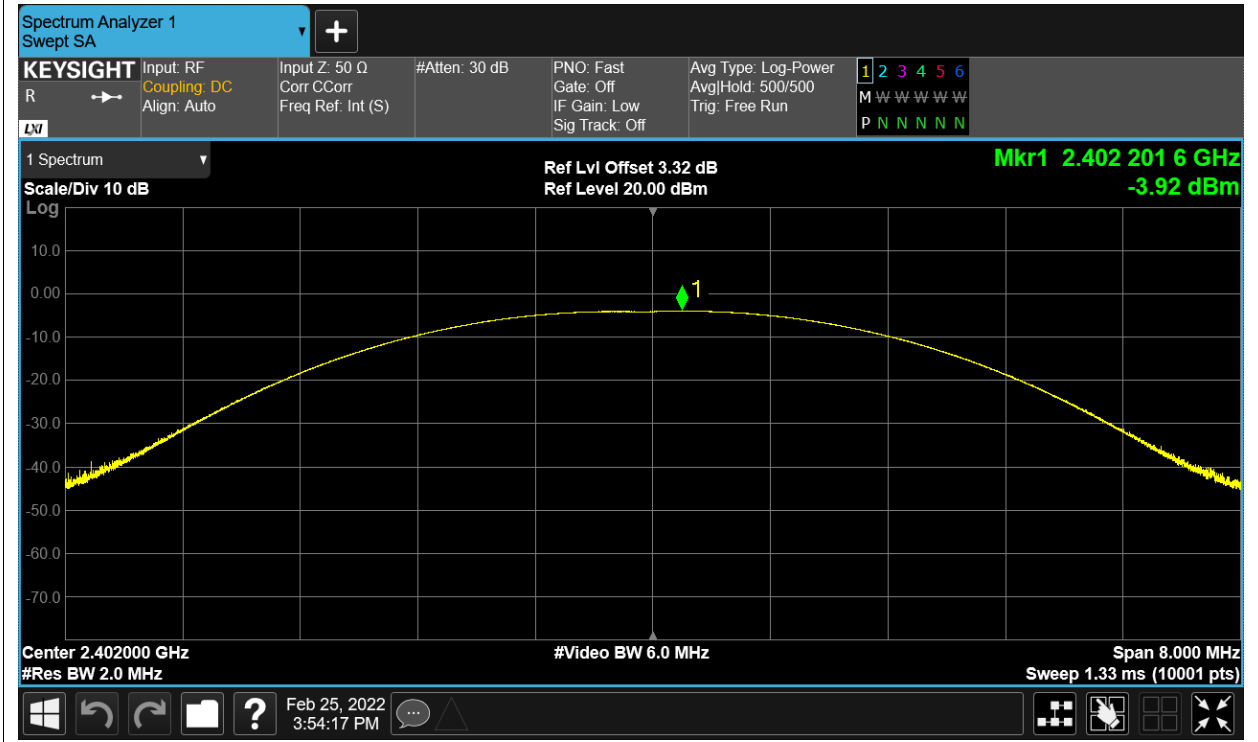 Spectrum Analyzer 1
Swept SA
+
KEYSIGHT
R
LXI
Input: RF
Coupling: DC
Align: Auto
Input Z: 50 Ω
Corr CCorr
Freq Ref: Int (S)
#Atten: 30 dB
PNO: Fast
Gate: Off
IF Gain: Low
Sig Track: Off
Avg Type: Log-Power
Avg|Hold: 500/500
Trig: Free Run
1 2 3 4 5 6
M W W W W W
P N N N N N
1 Spectrum
Scale/Div 10 dB
Log
Ref Lvl Offset 3.32 dB
Ref Level 20.00 dBm
Mkr1 2.402 201 6 GHz
-3.92 dBm
10.0
0.00
-10.0
-20.0
-30.0
-40.0
-50.0
-60.0
-70.0
1
Center 2.402000 GHz
#Video BW 6.0 MHz
Span 8.000 MHz
#Res BW 2.0 MHz
Sweep 1.33 ms (10001 pts)
?
Feb 25, 2022
3:54:17 PM